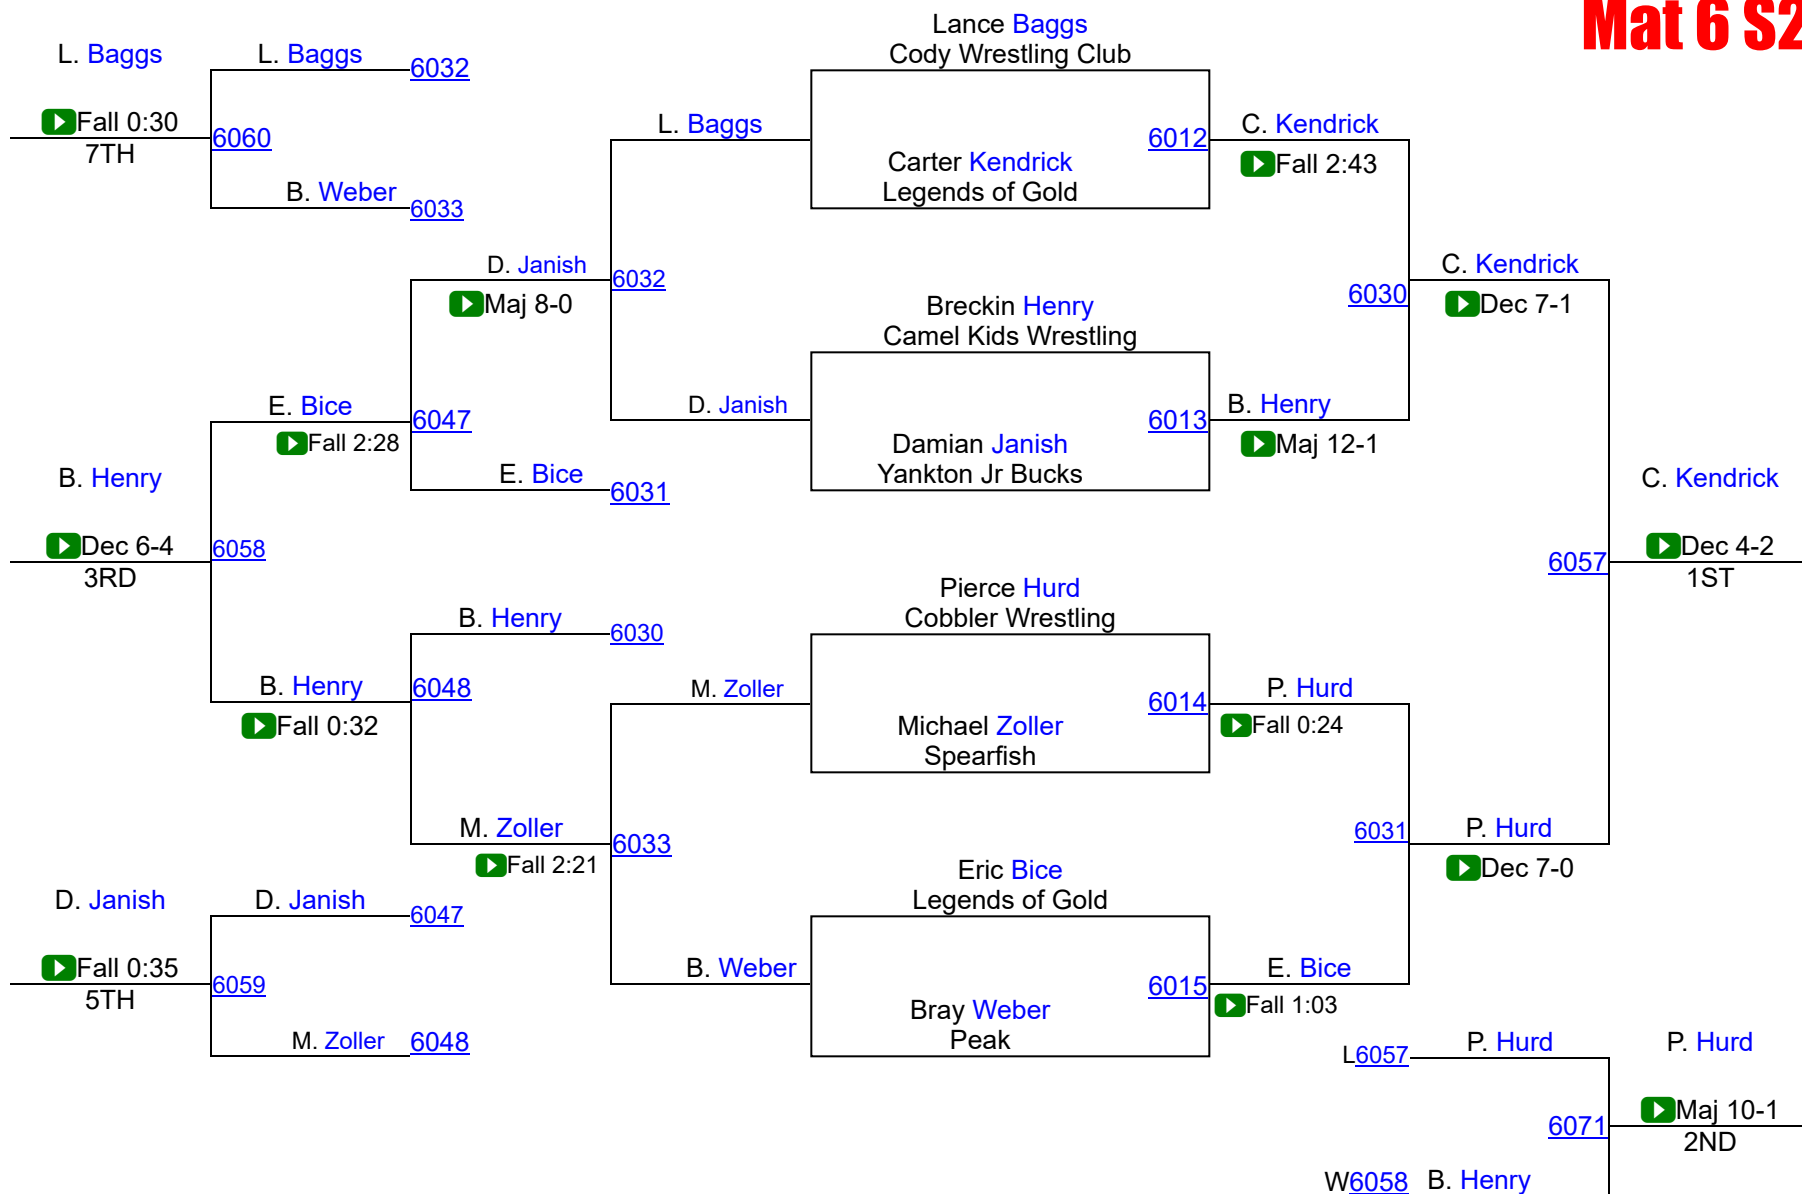 Mat 6 S2
L. Baggs
Fall 0:30
7TH
L. Baggs
6032
6060
B. Weber
6033
Lance Baggs
Cody Wrestling Club
L. Baggs
6012
Carter Kendrick
Legends of Gold
C. Kendrick
Fall 2:43
D. Janish
Maj 8-0
6032
Breckin Henry
Camel Kids Wrestling
D. Janish
6013
Damian Janish
Yankton Jr Bucks
B. Henry
Maj 12-1
6030
C. Kendrick
Dec 7-1
E. Bice
Fall 2:28
6047
E. Bice
6031
B. Henry
Dec 6-4
3RD
6058
C. Kendrick
Dec 4-2
1ST
6057
B. Henry
6030
B. Henry
Fall 0:32
6048
Pierce Hurd
Cobbler Wrestling
M. Zoller
6014
Michael Zoller
Spearfish
P. Hurd
Fall 0:24
M. Zoller
Fall 2:21
6033
6031
P. Hurd
Dec 7-0
Eric Bice
Legends of Gold
B. Weber
6015
Bray Weber
Peak
E. Bice
Fall 1:03
D. Janish
Fall 0:35
5TH
D. Janish
6047
6059
M. Zoller
6048
L6057
P. Hurd
P. Hurd
6071
Maj 10-1
2ND
W6058
B. Henry